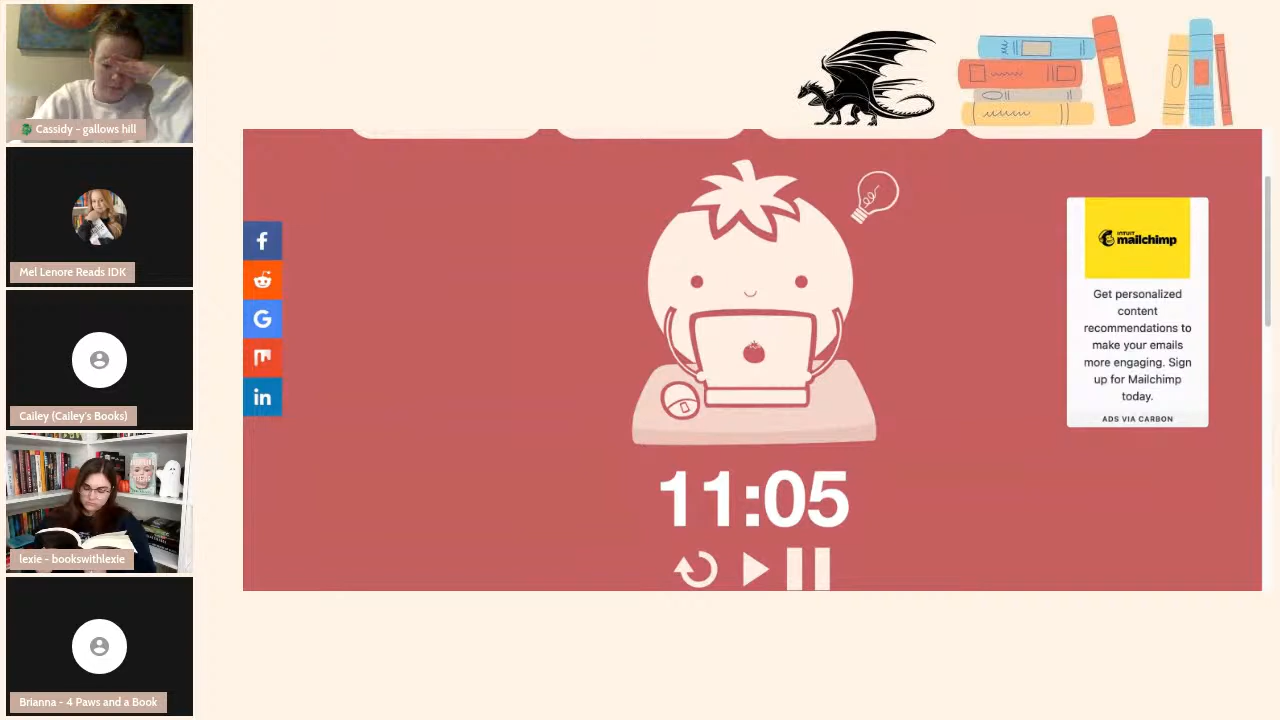 Cassidy - gallows hill
Mel Lenore Reads IDK
Cailey (Cailey's Books)
lexie - bookswithlexie
Brianna - 4 Paws and a Book
11:05
INTUIT
mailchimp
Get personalized
content
recommendations to
make your emails
more engaging. Sign
up for Mailchimp
today.
ADS VIA CARBON